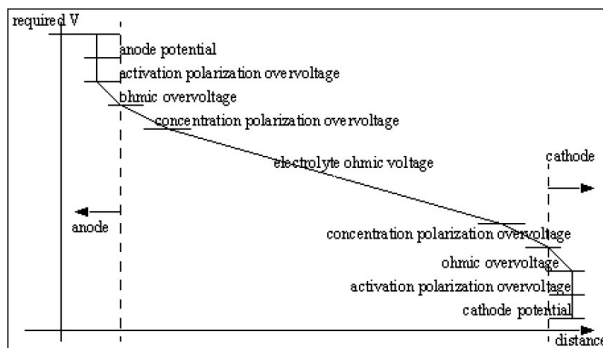 required V
anode potential
activation polarization overvoltage
ohmic overvoltage
concentration polarization overvoltage
electrolyte ohmic voltage
cathode
anode
concentration polarization overvoltage
ohmic overvoltage
activation polarization overvoltage
cathode potential
distance